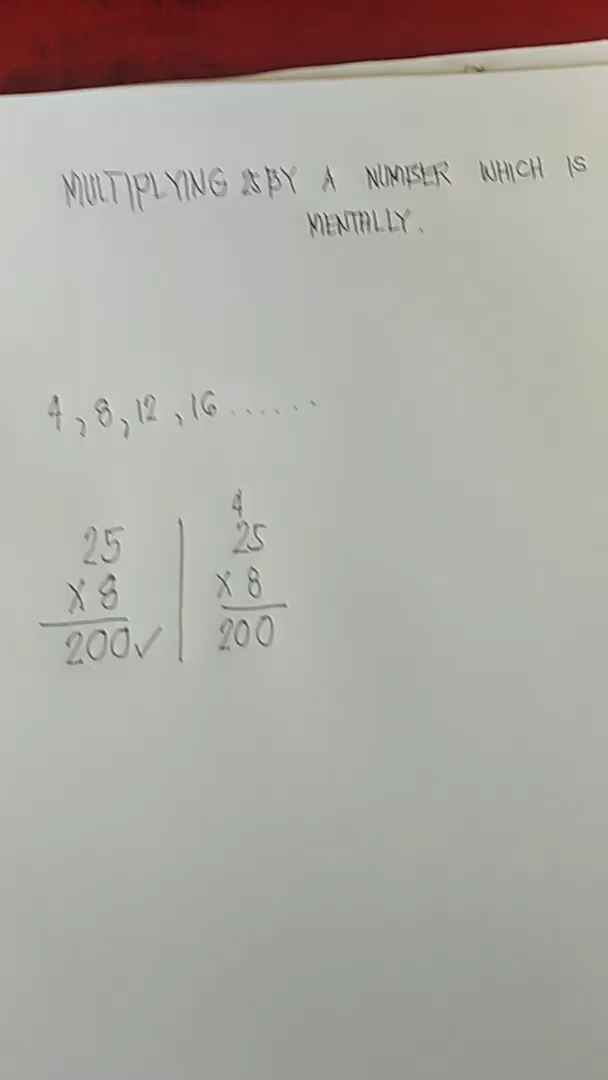 MULTIPLYING 25 BY A NUMBER WHICH IS
MENTALLY.
4, 8, 12, 16 ......
4
25 | 25
x 8 | x 8
200✓ | 200